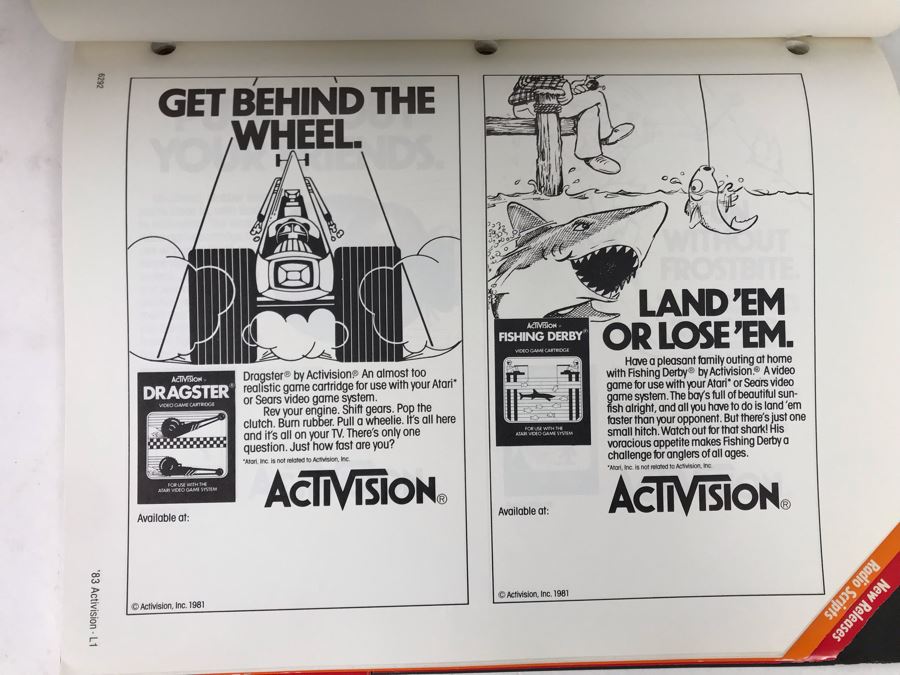 6292
GET BEHIND THE
WHEEL.
ACTIVISION®
DRAGSTER®
VIDEO GAME CARTRIDGE
FOR USE WITH THE
ATARI VIDEO GAME SYSTEM
Dragster® by Activision.® An almost too
realistic game cartridge for use with your Atari*
or Sears video game system.
Rev your engine. Shift gears. Pop the
clutch. Burn rubber. Pull a wheelie. It's all here
and it's all on your TV. There's only one
question. Just how fast are you?
*Atari, Inc. is not related to Activision, Inc.
ACTIVISION®
Available at:
© Activision, Inc. 1981
LAND 'EM
OR LOSE 'EM.
ACTIVISION®
FISHING DERBY®
VIDEO GAME CARTRIDGE
FOR USE WITH THE
ATARI VIDEO GAME SYSTEM
Have a pleasant family outing at home
with Fishing Derby® by Activision.® A video
game for use with your Atari* or Sears video
game system. The bay's full of beautiful sun-
fish alright, and all you have to do is land 'em
faster than your opponent. But there's just one
small hitch. Watch out for that shark! His
voracious appetite makes Fishing Derby a
challenge for anglers of all ages.
*Atari, Inc. is not related to Activision, Inc.
ACTIVISION®
Available at:
© Activision, Inc. 1981
'83 Activision - L1
New Releases
Radio Scripts
WITHOUT
FROSTBITE.